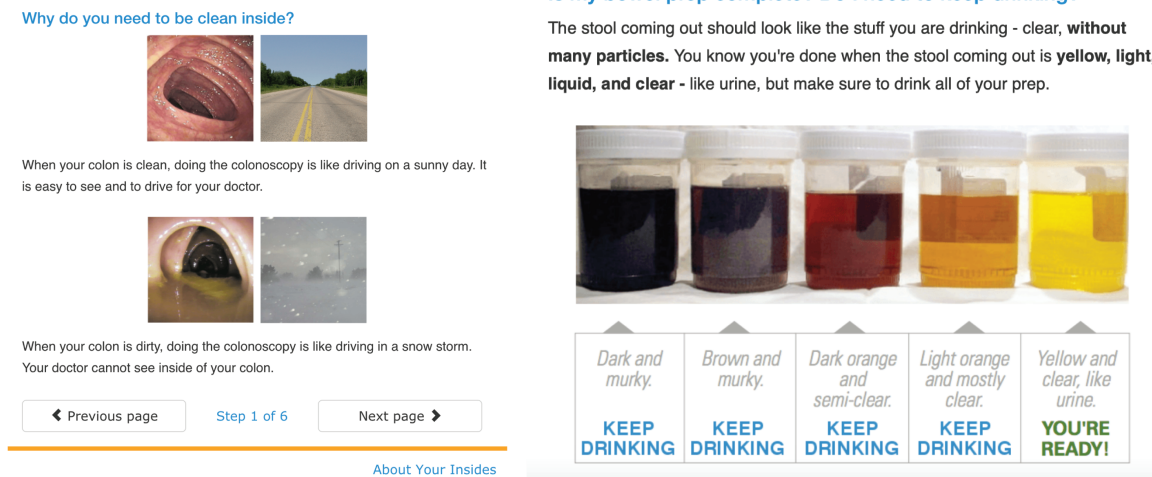 Why do you need to be clean inside?
When your colon is clean, doing the colonoscopy is like driving on a sunny day. It
is easy to see and to drive for your doctor.
When your colon is dirty, doing the colonoscopy is like driving in a snow storm.
Your doctor cannot see inside of your colon.
Previous page
Step 1 of 6
Next page
About Your Insides
The stool coming out should look like the stuff you are drinking - clear, without
many particles. You know you're done when the stool coming out is yellow, light
liquid, and clear - like urine, but make sure to drink all of your prep.
Dark and
murky.
KEEP
DRINKING
Brown and
murky.
KEEP
DRINKING
Dark orange
and
semi-clear.
KEEP
DRINKING
Light orange
and mostly
clear.
KEEP
DRINKING
Yellow and
clear, like
urine.
YOU'RE
READY!